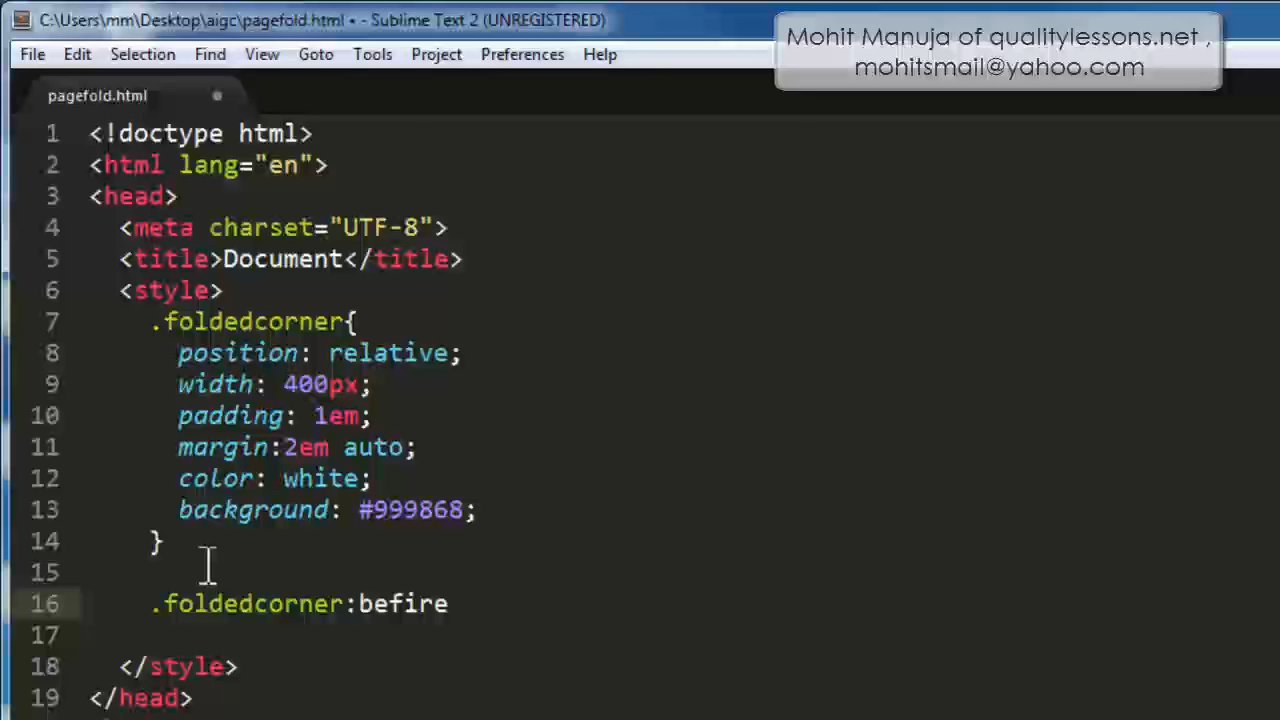 C:\Users\mm\Desktop\aigc\pagefold.html • - Sublime Text 2 (UNREGISTERED)
Mohit Manuja of qualitylessons.net ,
mohitsmail@yahoo.com
File Edit Selection Find View Goto Tools Project Preferences Help
pagefold.html
1 <!doctype html>
2 <html lang="en">
3 <head>
4 <meta charset="UTF-8">
5 <title>Document</title>
6 <style>
7 .foldedcorner{
8 position: relative;
9 width: 400px;
10 padding: 1em;
11 margin:2em auto;
12 color: white;
13 background: #999868;
14 }
15
16 .foldedcorner:befire
17
18 </style>
19 </head>